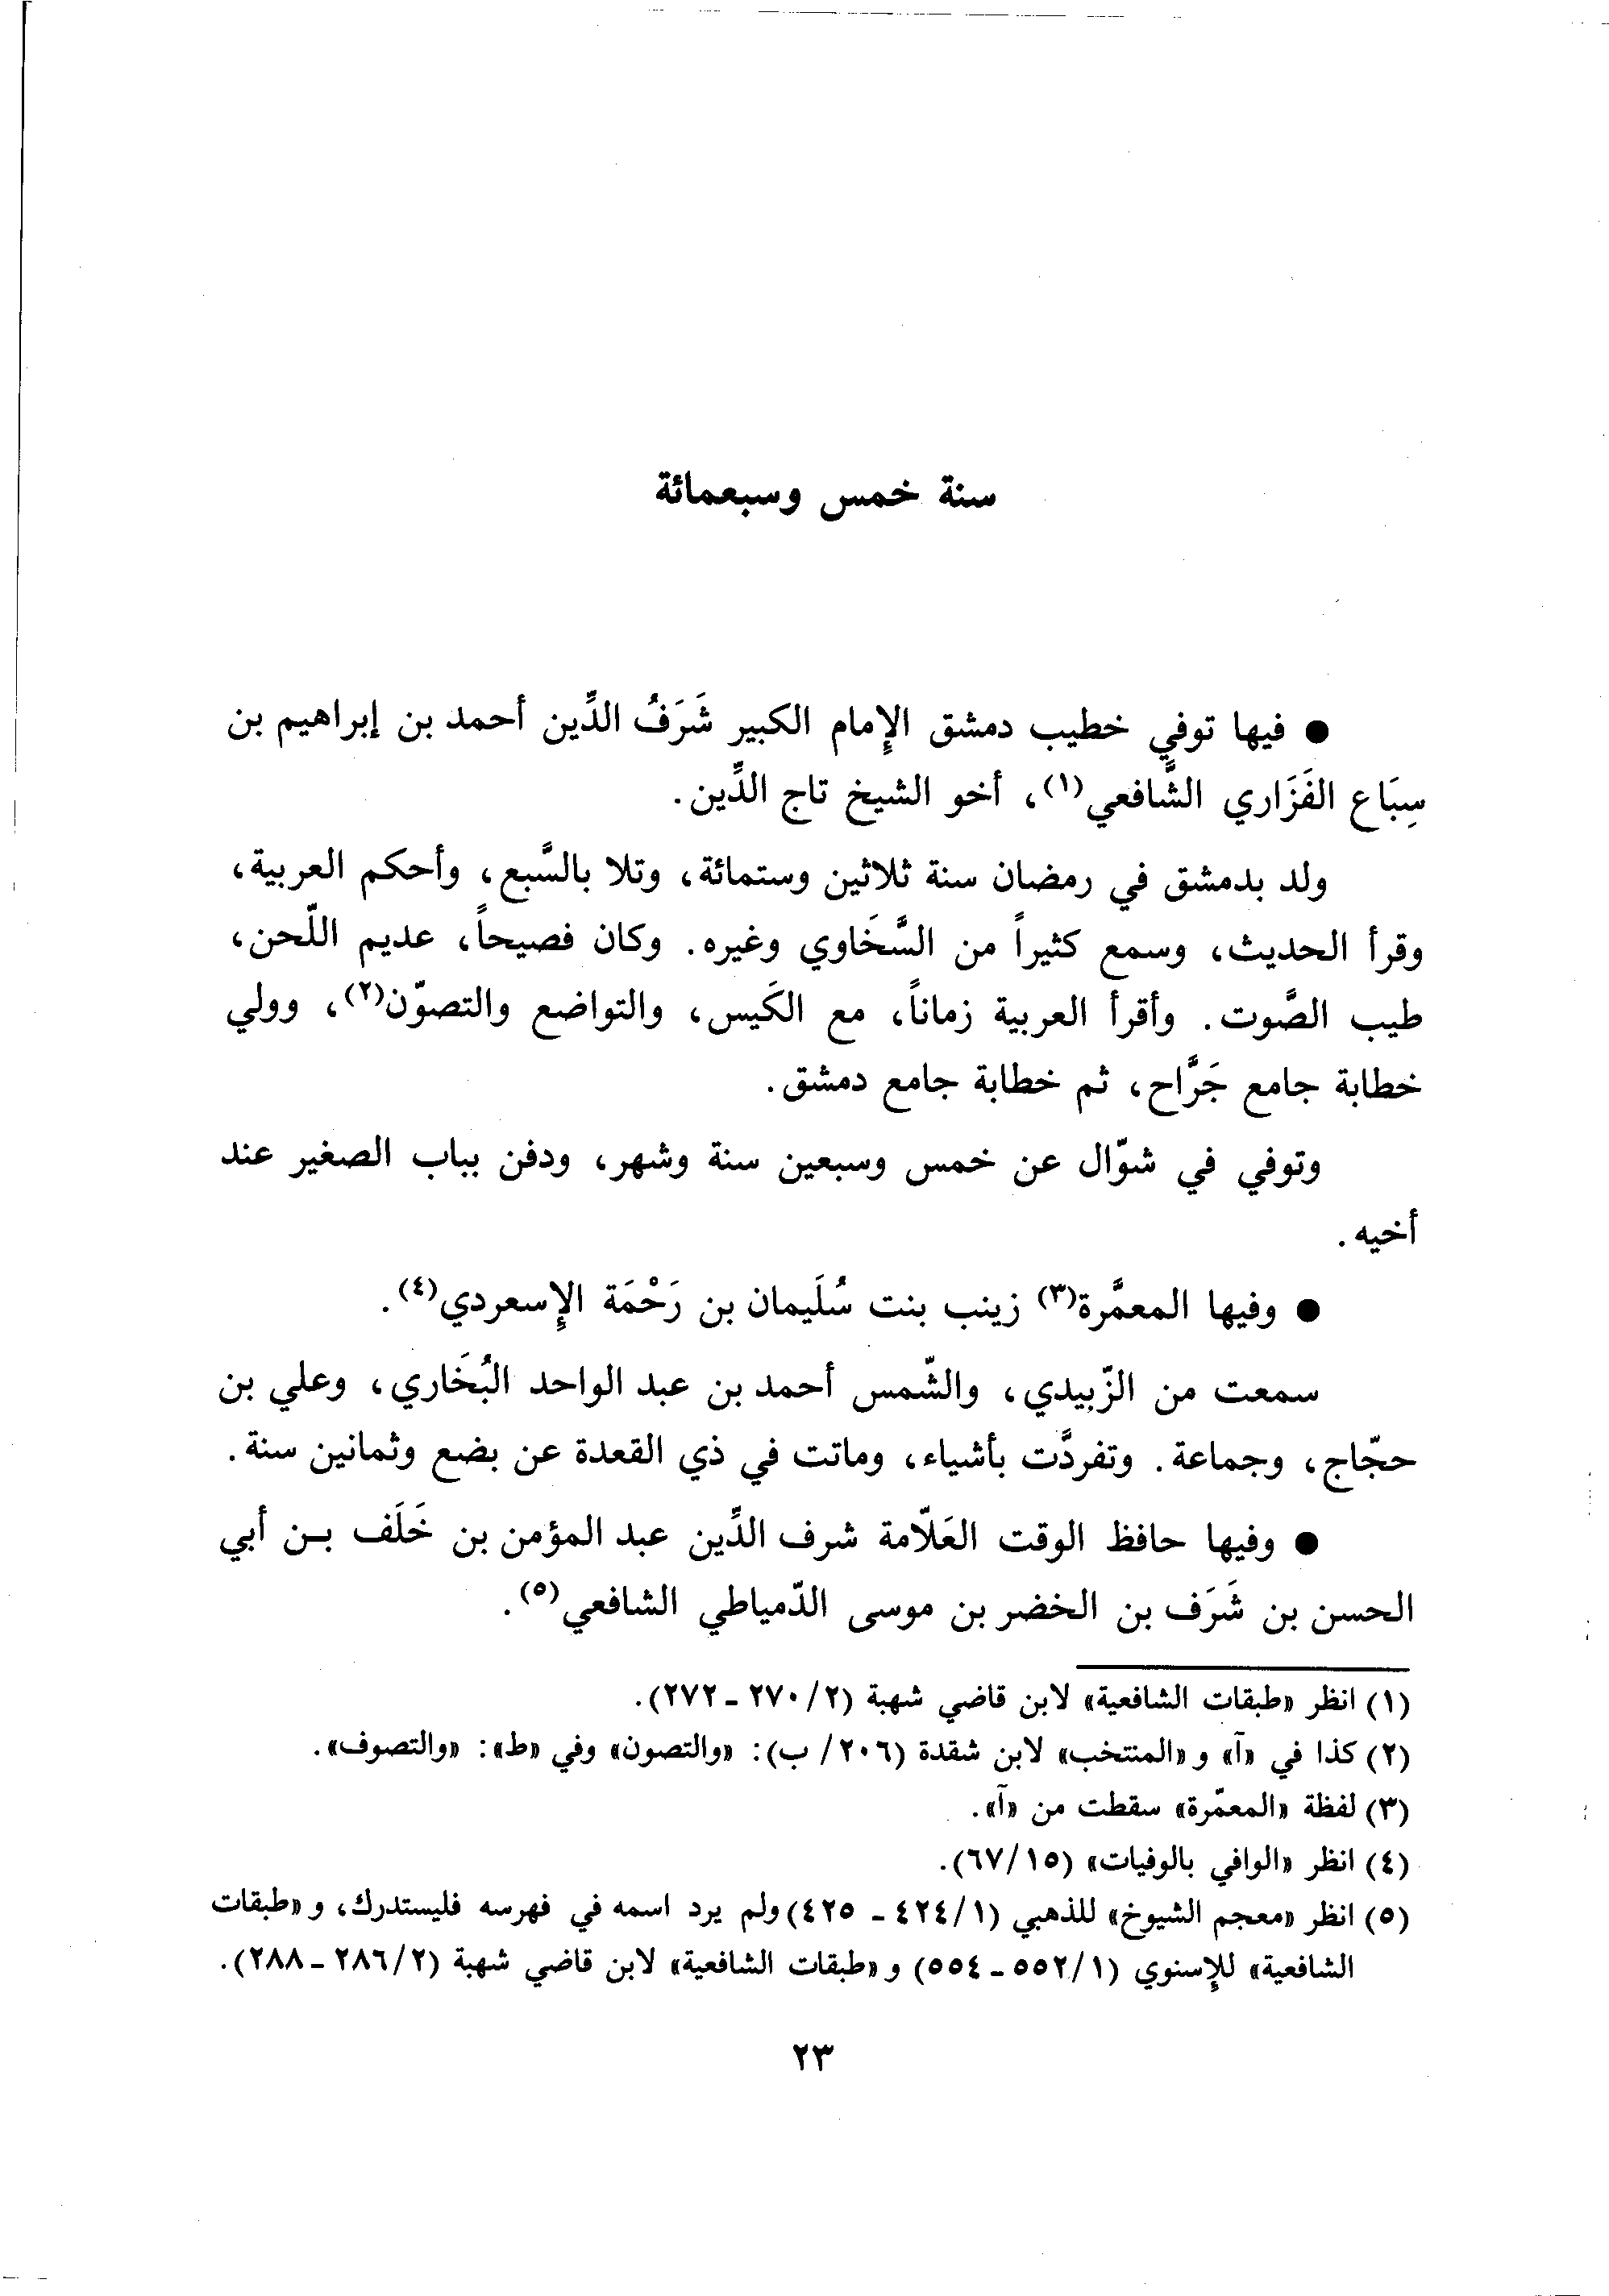 سنة خمس وسبعمائة
● فيها توفي خطيب دمشق الإِمام الكبير شَرَفُ الدِّين أحمد بن إبراهيم بن
سِبَاع الفَزَاري الشَّافعي(١)، أخو الشيخ تاج الدِّين.
ولد بدمشق في رمضان سنة ثلاثين وستمائة، وتلا بالسَّبع، وأحكم العربية،
وقرأ الحديث، وسمع كثيراً من السَّخَاوي وغيره. وكان فصيحاً، عديم اللّحن،
طيب الصَّوت. وأقرأ العربية زماناً، مع الكَيس، والتواضع والتصوّن(٢)، وولي
خطابة جامع جَرَّاح، ثم خطابة جامع دمشق.
وتوفي في شوّال عن خمس وسبعين سنة وشهر، ودفن بباب الصغير عند
أخيه.
● وفيها المعمَّرة(٣) زينب بنت سُلَيمان بن رَحْمَة الإِسعردي(٤).
سمعت من الزّبيدي، والشّمس أحمد بن عبد الواحد البُخَاري، وعلي بن
حجّاج، وجماعة. وتفردَّت بأشياء، وماتت في ذي القعدة عن بضع وثمانين سنة.
● وفيها حافظ الوقت العَلّامة شرف الدِّين عبد المؤمن بن خَلَف بن أبي
الحسن بن شَرَف بن الخضر بن موسى الدّمياطي الشافعي(٥).
(١) انظر «طبقات الشافعية» لابن قاضي شهبة (٢/ ٢٧٠ - ٢٧٢).
(٢) كذا في «آ» و «المنتخب» لابن شقدة (٢٠٦/ ب): «والتصون» وفي «ط»: «والتصوف».
(٣) لفظة «المعمّرة» سقطت من «آ».
(٤) انظر «الوافي بالوفيات» (١٥/ ٦٧).
(٥) انظر «معجم الشيوخ» للذهبي (١/ ٤٢٤ - ٤٢٥) ولم يرد اسمه في فهرسه فليستدرك، و «طبقات
الشافعية» للإِسنوي (١/ ٥٥٢ - ٥٥٤) و «طبقات الشافعية» لابن قاضي شهبة (٢/ ٢٨٦ - ٢٨٨).
٢٣